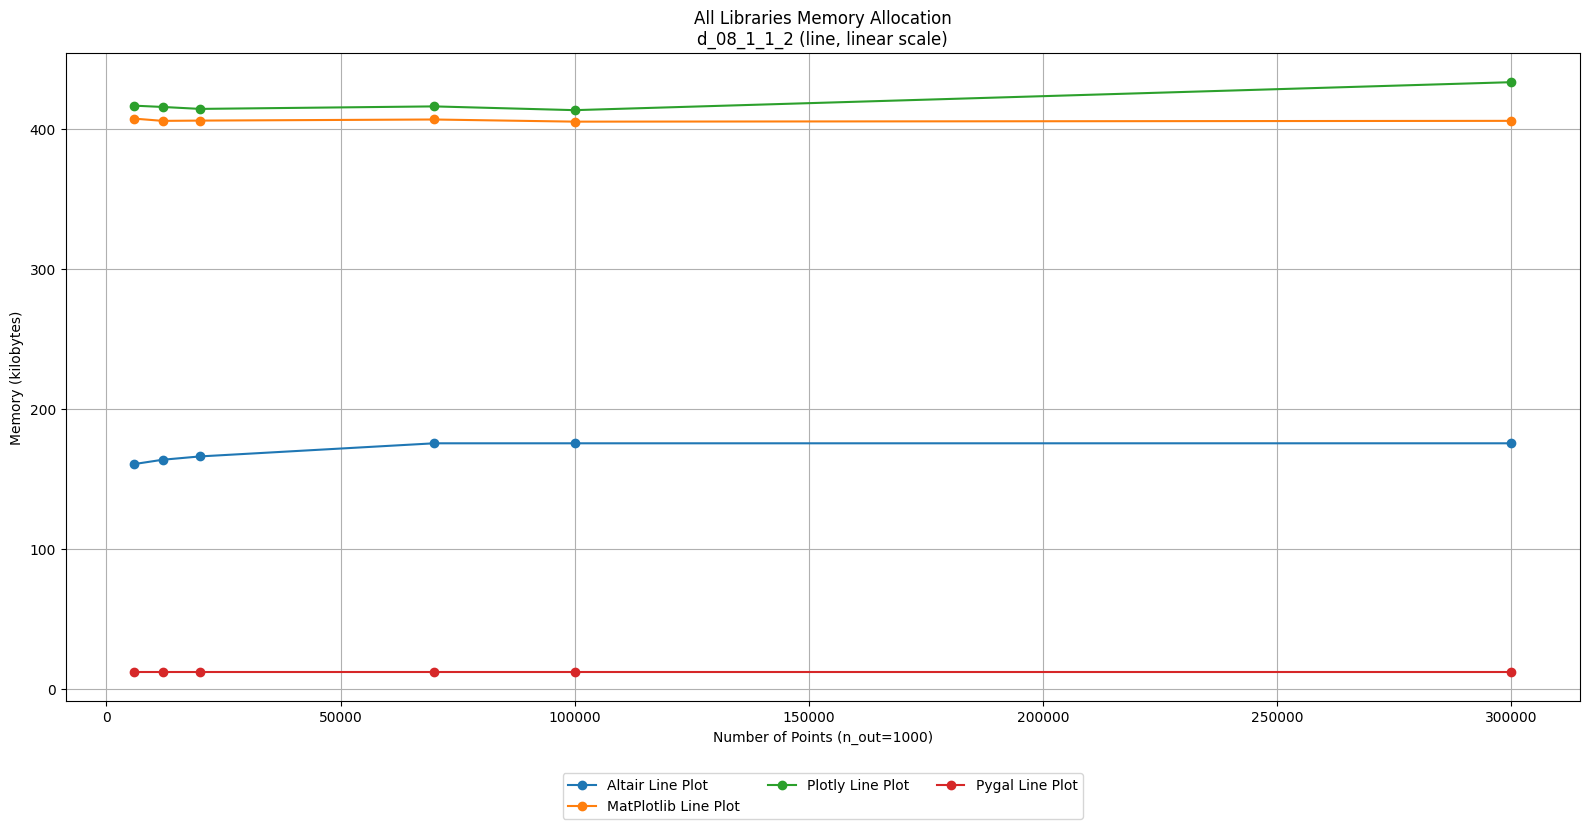 All Libraries Memory Allocation
d_08_1_1_2 (line, linear scale)
Memory (kilobytes)
400
300
200
100
0
0
50000
100000
150000
200000
250000
300000
Number of Points (n_out=1000)
Altair Line Plot
MatPlotlib Line Plot
Plotly Line Plot
Pygal Line Plot